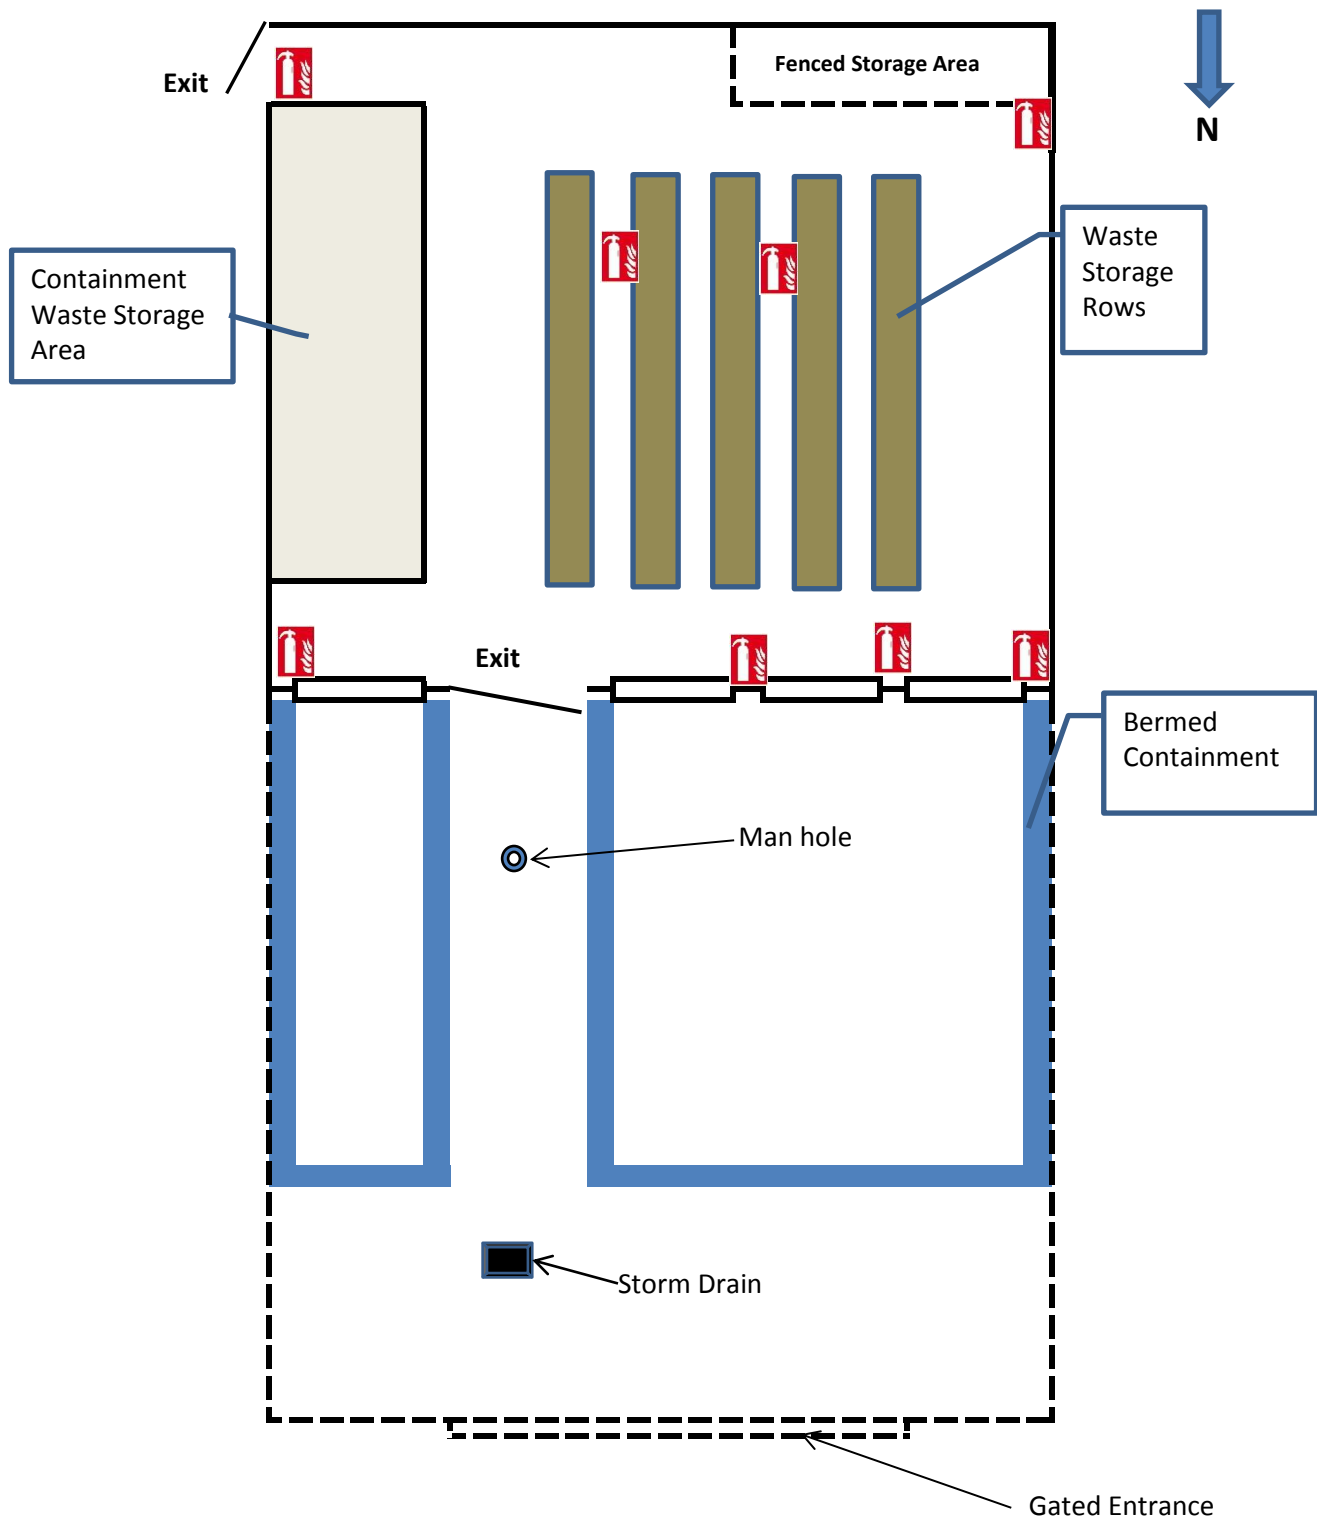 Exit
Fenced Storage Area
N
Containment
Waste Storage
Area
Waste
Storage
Rows
Exit
Bermed
Containment
Man hole
Storm Drain
Gated Entrance